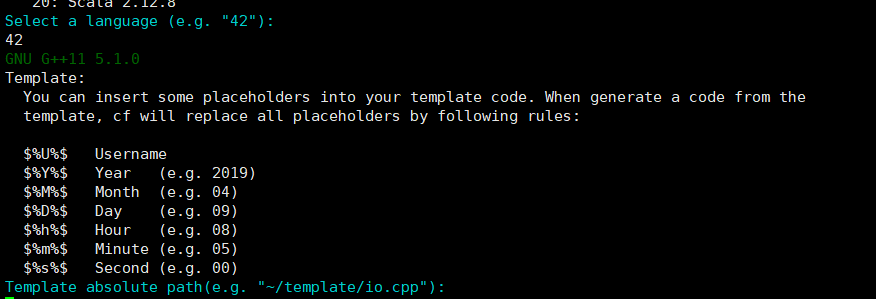 20: Scala 2.12.8
Select a language (e.g. "42"):
42
GNU G++11 5.1.0
Template:
You can insert some placeholders into your template code. When generate a code from the
template, cf will replace all placeholders by following rules:
$%U%$ Username
$%Y%$ Year (e.g. 2019)
$%M%$ Month (e.g. 04)
$%D%$ Day (e.g. 09)
$%h%$ Hour (e.g. 08)
$%m%$ Minute (e.g. 05)
$%s%$ Second (e.g. 00)
Template absolute path(e.g. "~/template/io.cpp"):